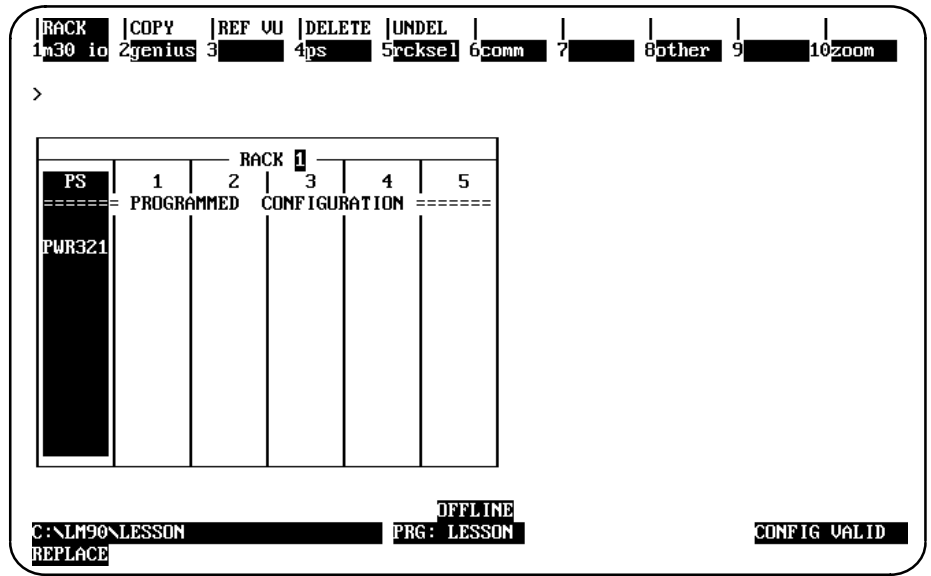 |RACK |COPY |REF VU |DELETE |UNDEL | | | | |
1m30 io 2genius 3 4ps 5rcksel 6comm 7 8other 9 10zoom
>
RACK 1
PS 1 2 3 4 5
======= PROGRAMMED CONFIGURATION =======
PWR321
OFFLINE
C:\LM90\LESSON PRG: LESSON CONFIG VALID
REPLACE